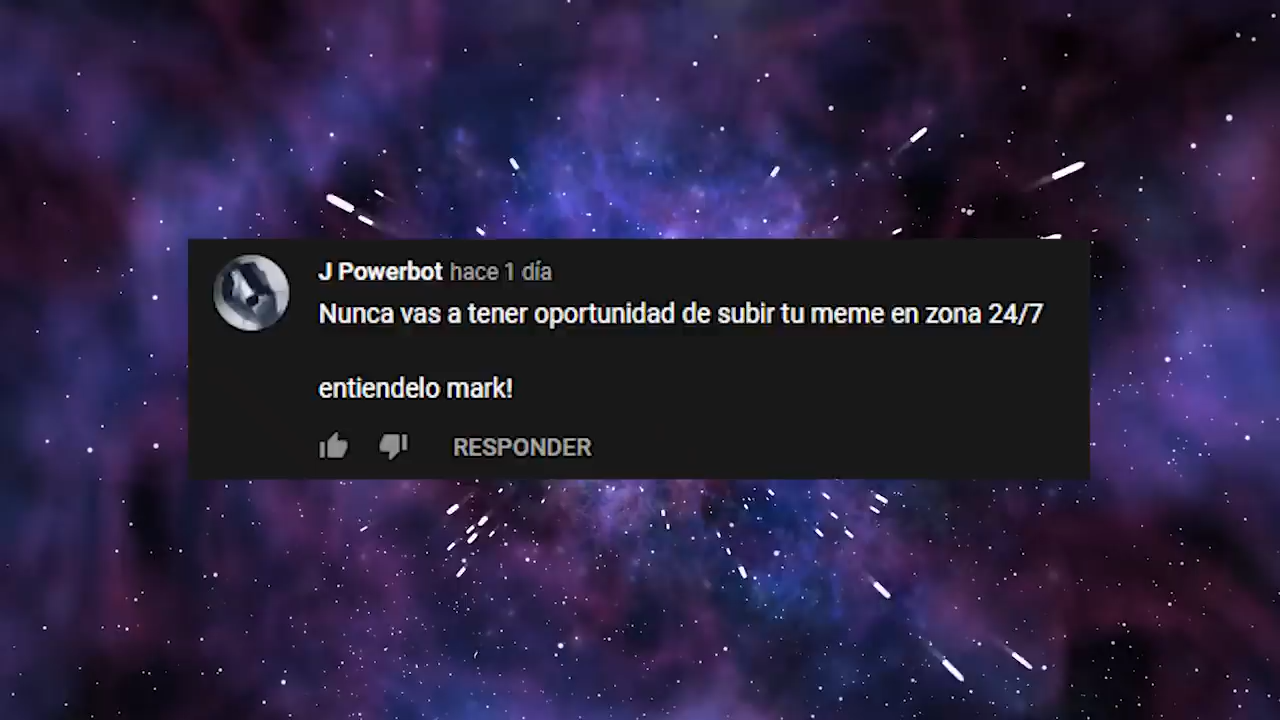 J Powerbot hace 1 día
Nunca vas a tener oportunidad de subir tu meme en zona 24/7
entiendelo mark!
RESPONDER